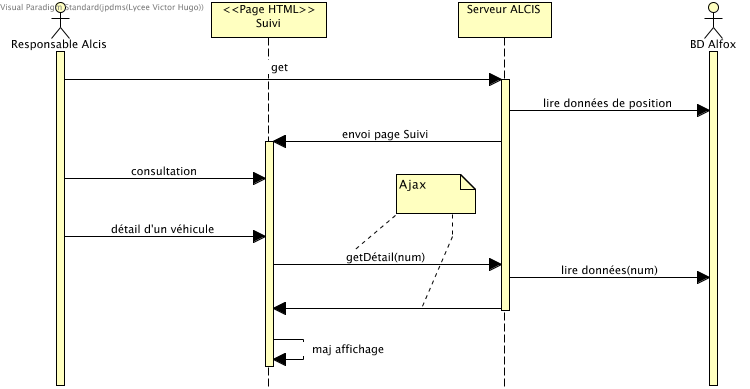 Visual Paradigm Standard(jpdms(Lycee Victor Hugo))
<<Page HTML>>
Suivi
Serveur ALCIS
Responsable Alcis
BD Alfox
get
lire données de position
envoi page Suivi
consultation
Ajax
détail d'un véhicule
getDétail(num)
lire données(num)
maj affichage